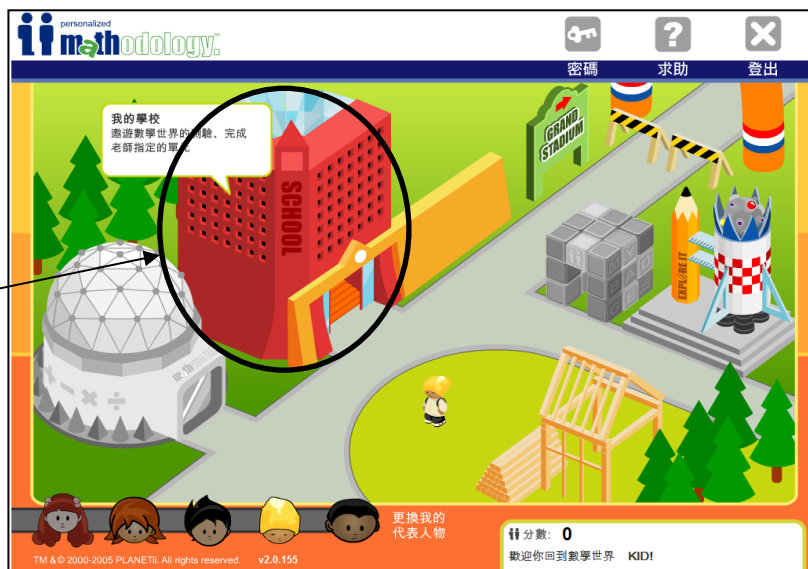 personalized
mathodology™
密碼
求助
登出
我的學校
遨遊數學世界的測驗、完成
老師指定的單元
SCHOOL
GRAND
STADIUM
EXPLORE IT
mathmedia
+ - × ÷
更換我的
代表人物
分數: 0
歡迎你回到數學世界 KID!
TM & © 2000-2005 PLANETii. All rights reserved. v2.0.155